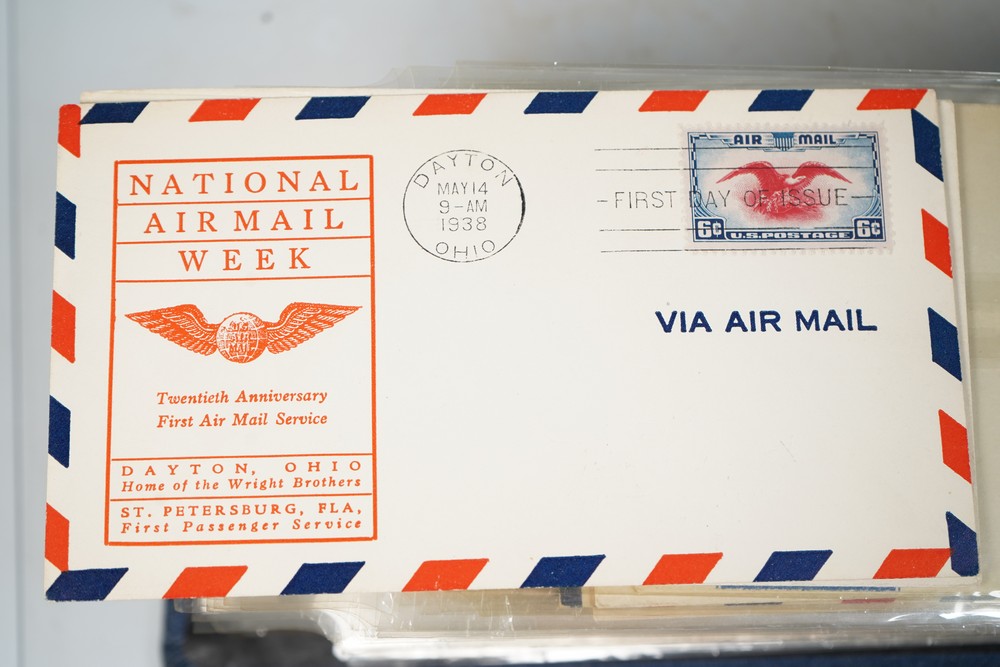 NATIONAL
AIR MAIL
WEEK
U.S.
AIR
MAIL
Twentieth Anniversary
First Air Mail Service
DAYTON, OHIO
Home of the Wright Brothers
ST. PETERSBURG, FLA,
First Passenger Service
DAYTON
MAY 14
9-AM
1938
OHIO
FIRST DAY OF ISSUE
AIR MAIL
6¢ U.S. POSTAGE 6¢
VIA AIR MAIL